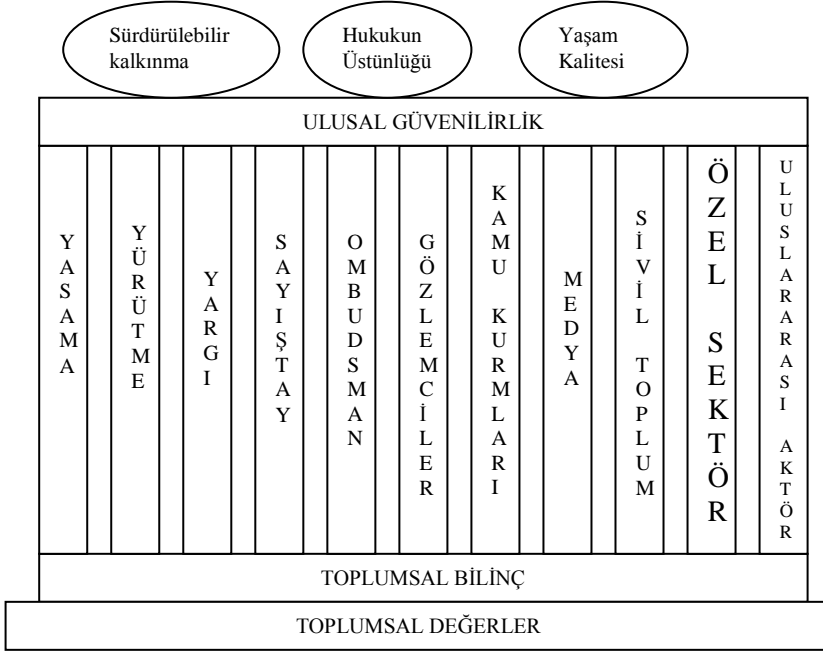 Sürdürülebilir
kalkınma
Hukukun
Üstünlüğü
Yaşam
Kalitesi
ULUSAL GÜVENİLİRLİK
YASAMA
YÜRÜTME
YARGI
SAYIŞTAY
OMBUDSMAN
GÖZLEMCİLER
KAMU KURMLARI
MEDYA
SİVİL TOPLUM
ÖZEL SEKTÖR
ULUSLARARASI AKTÖR
TOPLUMSAL BİLİNÇ
TOPLUMSAL DEĞERLER